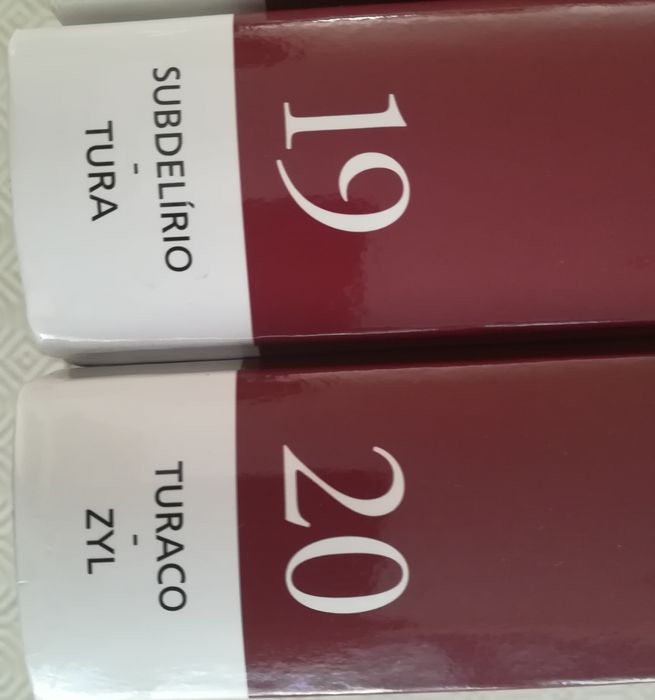 19
SUBDELÍRIO
-
TURA
20
TURACO
-
ZYL